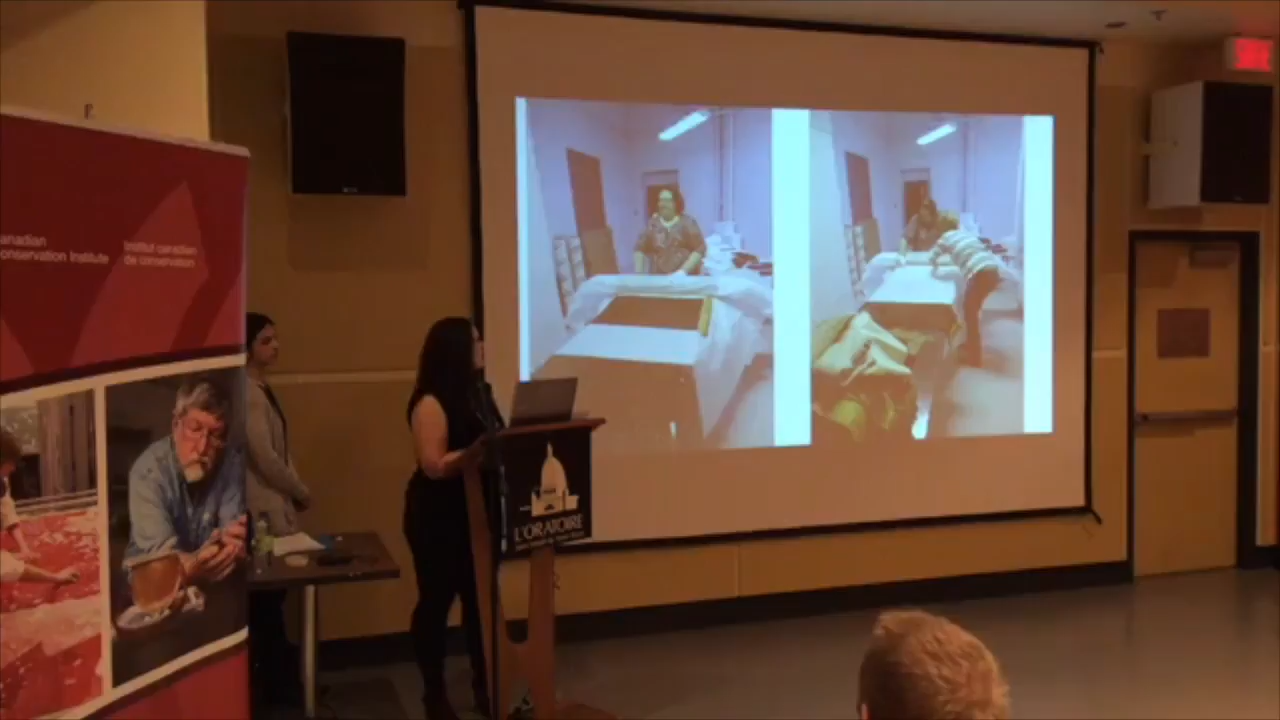 anadian
onservation Institute
Institut canadien
de conservation
L'ORATOIRE